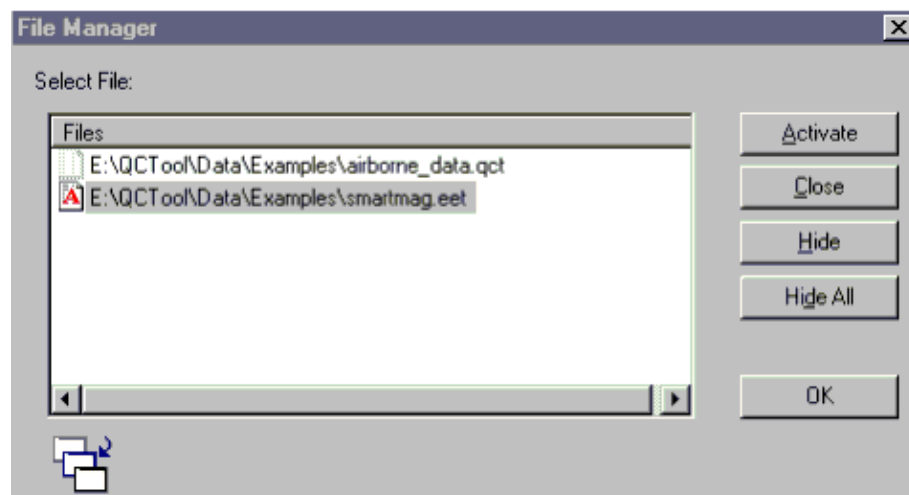 File Manager
Select File:
Files
E:\QCTool\Data\Examples\airborne_data.qct
A E:\QCTool\Data\Examples\smartmag.eet
Activate
Close
Hide
Hide All
OK